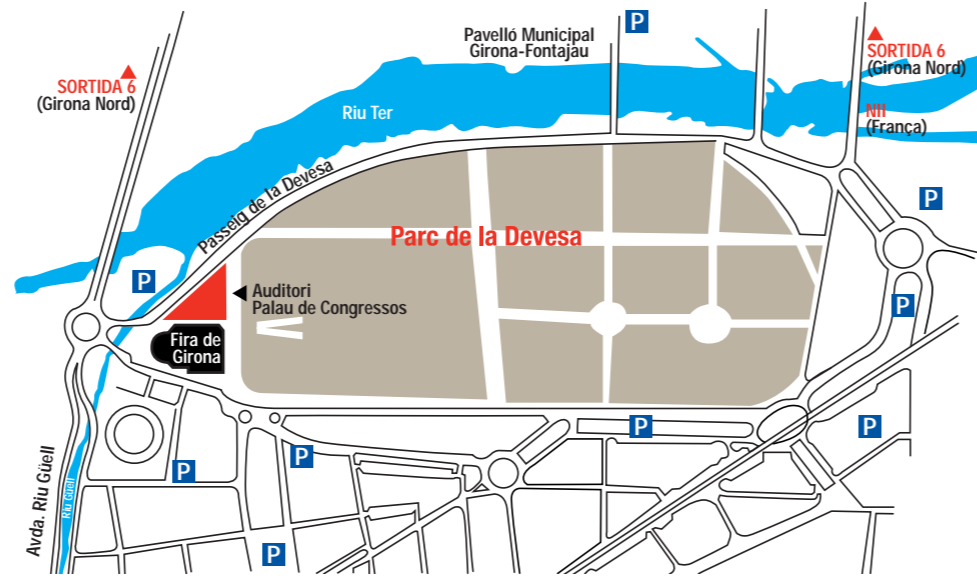 P
Pavelló Municipal
Girona-Fontajau
SORTIDA 6
(Girona Nord)
SORTIDA 6
(Girona Nord)
NII
(França)
Riu Ter
Passeig de la Devesa
P
Parc de la Devesa
P
Auditori
Palau de Congressos
P
Fira de
Girona
P
P
P
P
Avda. Riu Güell
Riu Güell
P